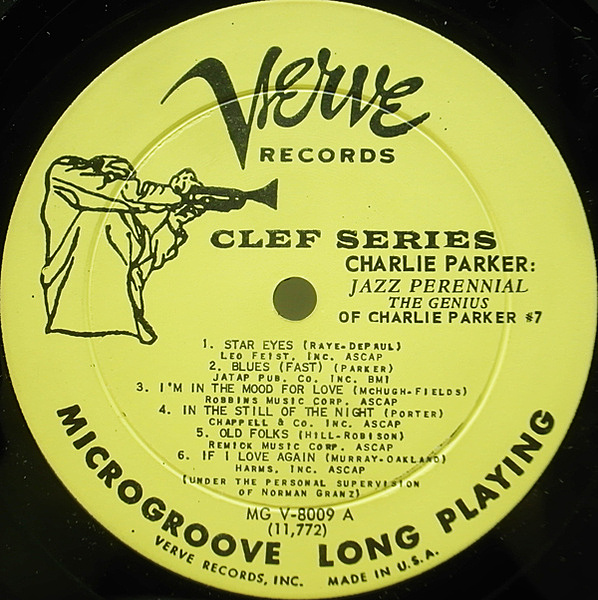 Verve
RECORDS
CLEF SERIES
CHARLIE PARKER:
JAZZ PERENNIAL
THE GENIUS
OF CHARLIE PARKER #7
1. STAR EYES (RAYE-DEPAUL)
LEO FEIST, INC. ASCAP
2. BLUES (FAST) (PARKER)
JATAP PUB. CO. INC. BMI
3. I'M IN THE MOOD FOR LOVE (MCHUGH-FIELDS)
ROBBINS MUSIC CORP. ASCAP
4. IN THE STILL OF THE NIGHT (PORTER)
CHAPPELL & CO. INC. ASCAP
5. OLD FOLKS (HILL-ROBISON)
REMICK MUSIC CORP. ASCAP
6. IF I LOVE AGAIN (MURRAY-OAKLAND)
HARMS, INC. ASCAP
(UNDER THE PERSONAL SUPERVISION
OF NORMAN GRANZ)
MG V-8009 A
(11,772)
MICROGROOVE LONG PLAYING
VERVE RECORDS, INC. MADE IN U.S.A.